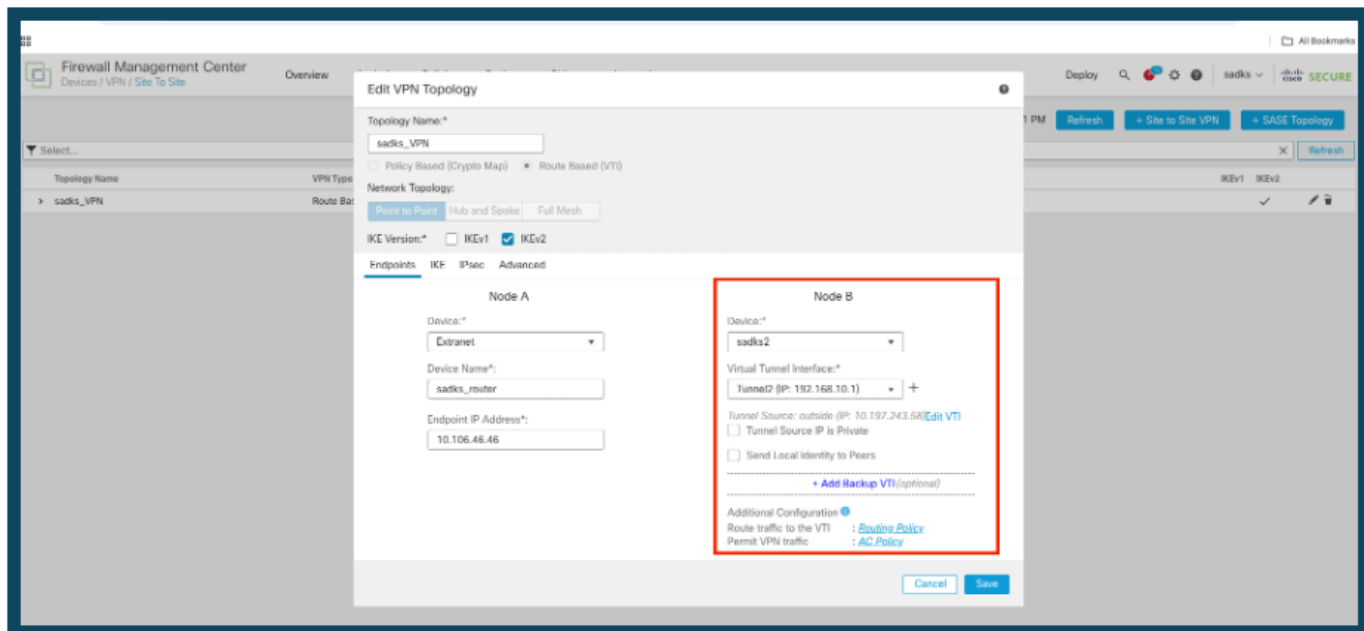 All Bookmarks
Firewall Management Center
Devices / VPN / Site To Site
Overview
Deploy
sadks
cisco SECURE
Edit VPN Topology
1 PM
Refresh
+ Site to Site VPN
+ SASE Topology
Select...
Refresh
Topology Name
VPN Type
IKEv1 IKEv2
sadks_VPN
Route Bas
Topology Name:*
sadks_VPN
Policy Based (Crypto Map) Route Based (VTI)
Network Topology:
Point to Point Hub and Spoke Full Mesh
IKE Version:* IKEv1 IKEv2
Endpoints IKE IPsec Advanced
Node A
Device:*
Extranet
Device Name*:
sadks_router
Endpoint IP Address*:
10.106.46.46
Node B
Device:*
sadks2
Virtual Tunnel Interface:*
Tunnel2 (IP: 192.168.10.1) +
Tunnel Source: outside (IP: 10.197.243.58)Edit VTI
Tunnel Source IP is Private
Send Local Identity to Peers
+ Add Backup VTI (optional)
Additional Configuration
Route traffic to the VTI : Routing Policy
Permit VPN traffic : AC Policy
Cancel
Save